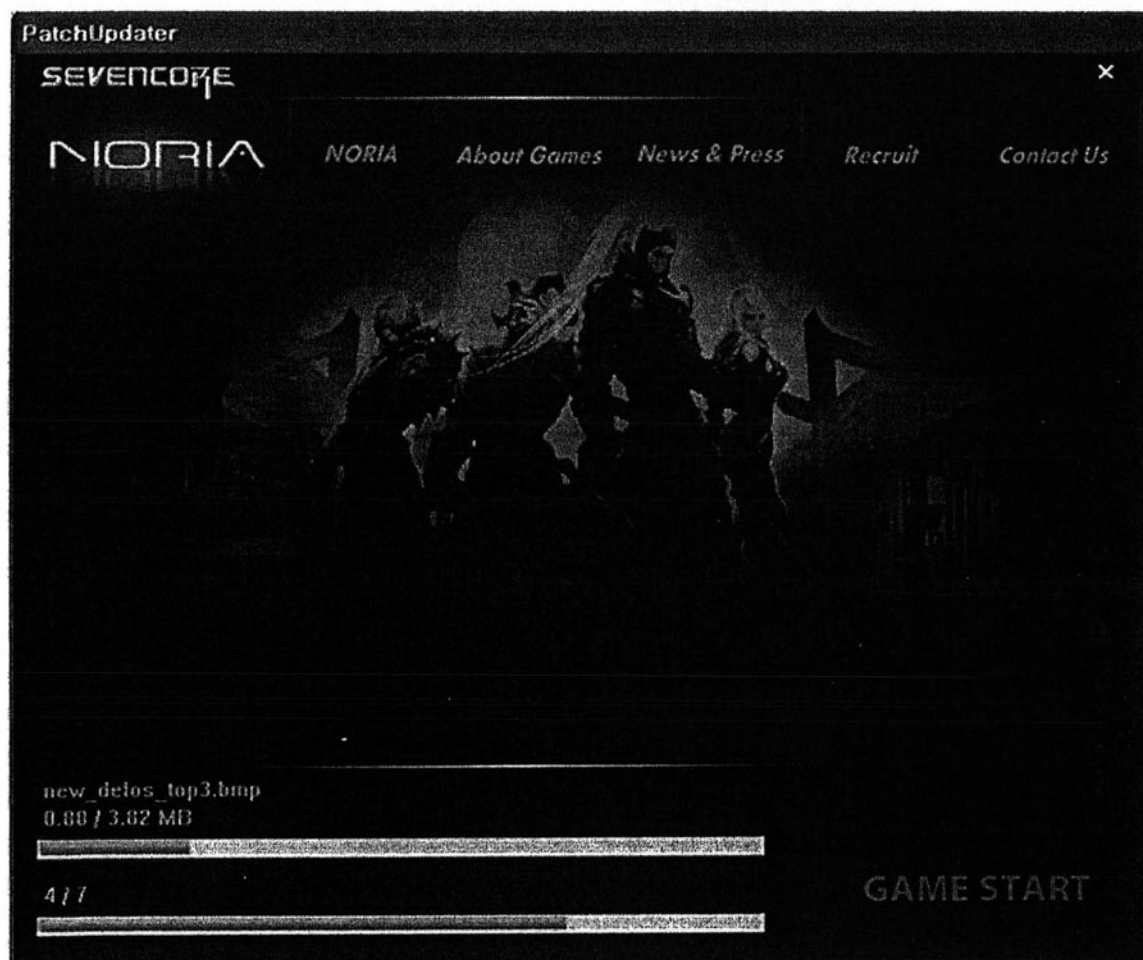 PatchUpdater
SEVENCORE
×
NORIA
NORIA About Games News & Press Recruit Contact Us
new_delos_top3.bmp
0.88 / 3.82 MB
4 / 7
GAME START